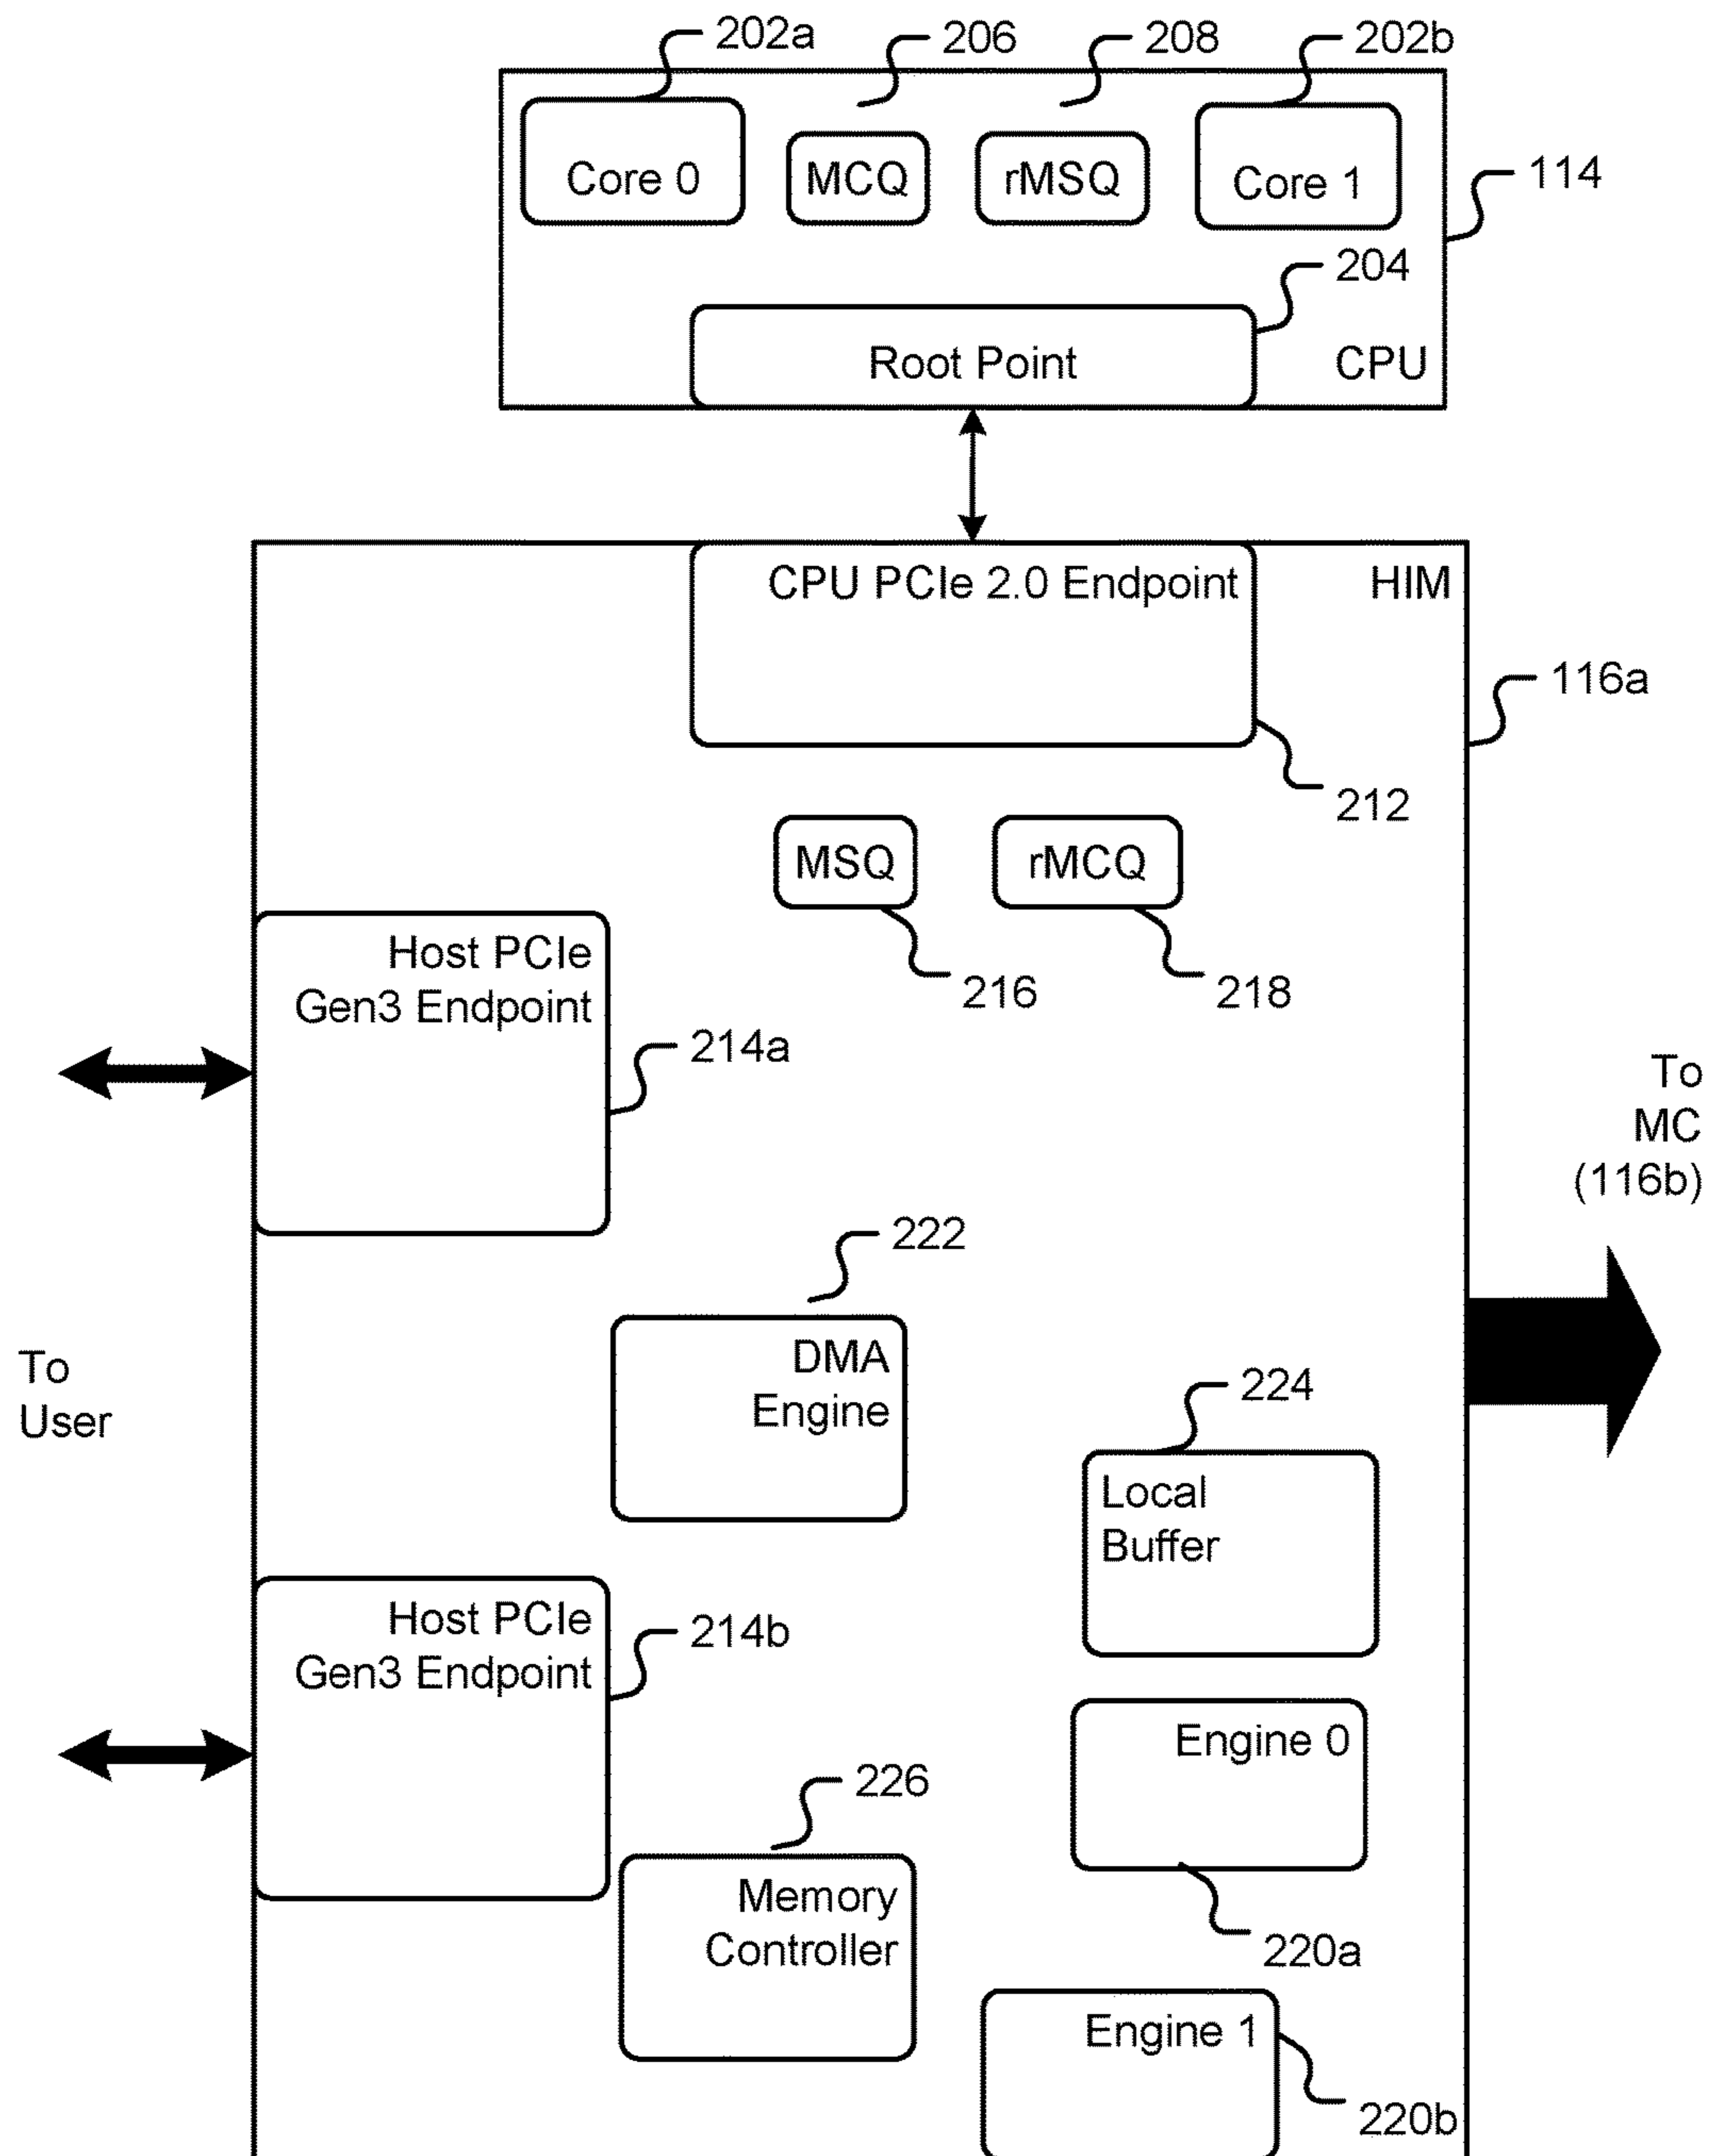 202a
206
208
202b
Core 0
MCQ
rMSQ
Core 1
114
204
Root Point
CPU
CPU PCIe 2.0 Endpoint
HIM
116a
212
MSQ
rMCQ
216
218
Host PCIe
Gen3 Endpoint
214a
To
MC
(116b)
222
DMA
Engine
To
User
224
Local
Buffer
Host PCIe
Gen3 Endpoint
214b
Engine 0
226
Memory
Controller
220a
Engine 1
220b